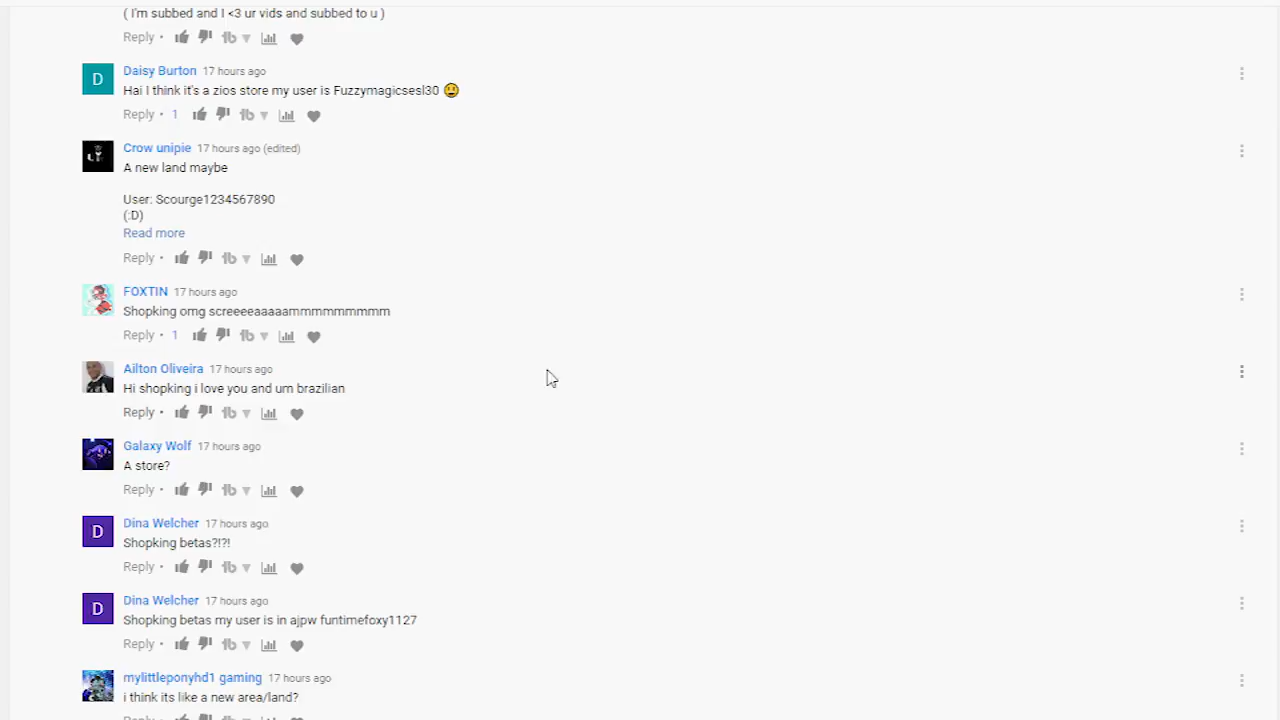 ( I'm subbed and I <3 ur vids and subbed to u )
Reply •
D
Daisy Burton 17 hours ago
Hai I think it's a zios store my user is Fuzzymagicsesl30 😃
Reply • 1
Crow unipie 17 hours ago (edited)
A new land maybe
User: Scourge1234567890
(:D)
Read more
Reply •
FOXTIN 17 hours ago
Shopking omg screeeeaaaaammmmmmmmm
Reply • 1
Ailton Oliveira 17 hours ago
Hi shopking i love you and um brazilian
Reply •
Galaxy Wolf 17 hours ago
A store?
Reply •
D
Dina Welcher 17 hours ago
Shopking betas?!?!
Reply •
D
Dina Welcher 17 hours ago
Shopking betas my user is in ajpw funtimefoxy1127
Reply •
mylittleponyhd1 gaming 17 hours ago
i think its like a new area/land?